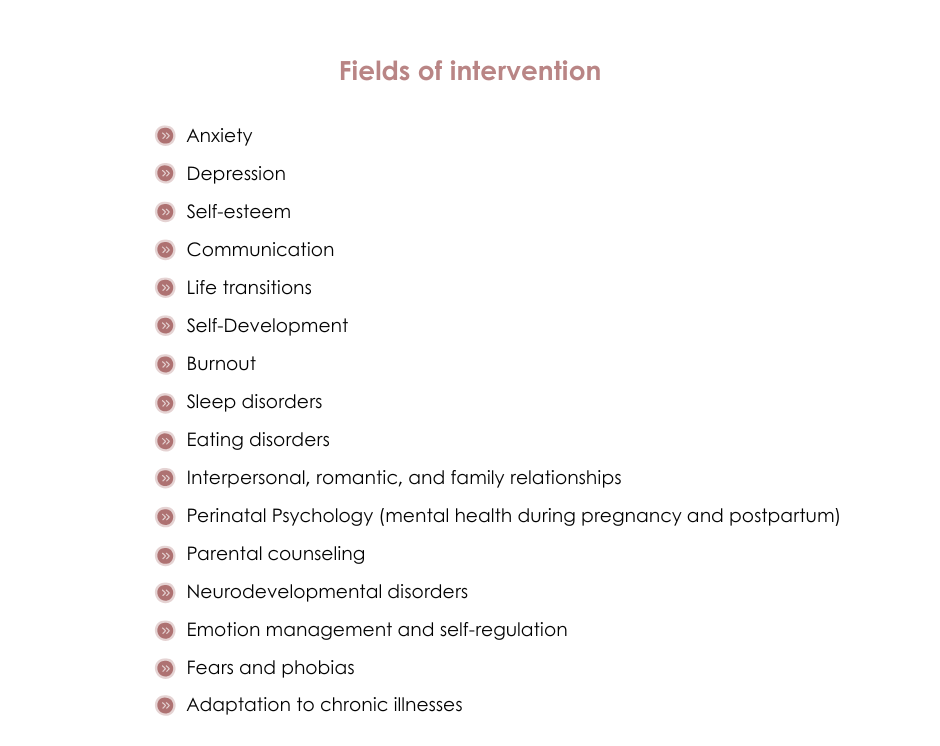 Fields of intervention
Anxiety
Depression
Self-esteem
Communication
Life transitions
Self-Development
Burnout
Sleep disorders
Eating disorders
Interpersonal, romantic, and family relationships
Perinatal Psychology (mental health during pregnancy and postpartum)
Parental counseling
Neurodevelopmental disorders
Emotion management and self-regulation
Fears and phobias
Adaptation to chronic illnesses